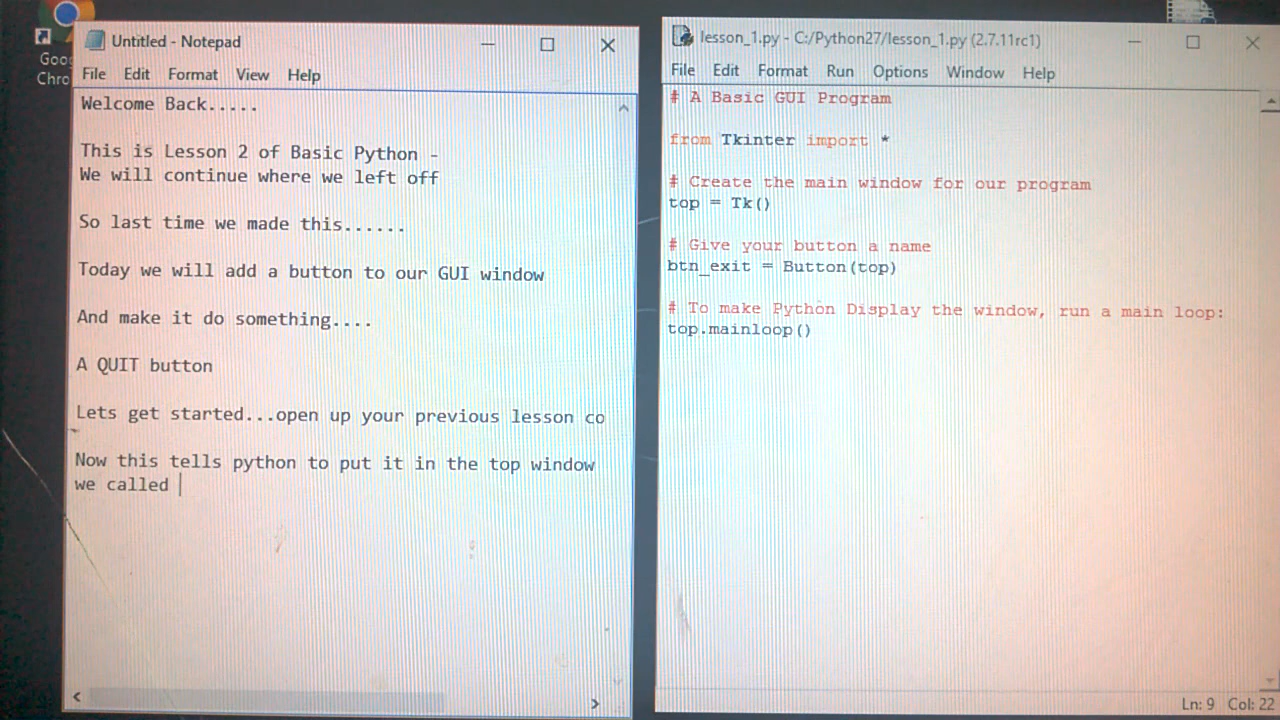 Goo
Chro
Untitled - Notepad
File Edit Format View Help
Welcome Back.....
This is Lesson 2 of Basic Python -
We will continue where we left off
So last time we made this......
Today we will add a button to our GUI window
And make it do something....
A QUIT button
Lets get started...open up your previous lesson co
Now this tells python to put it in the top window
we called
lesson_1.py - C:/Python27/lesson_1.py (2.7.11rc1)
File Edit Format Run Options Window Help
# A Basic GUI Program
from Tkinter import *
# Create the main window for our program
top = Tk()
# Give your button a name
btn_exit = Button(top)
# To make Python Display the window, run a main loop:
top.mainloop()
Ln: 9 Col: 22